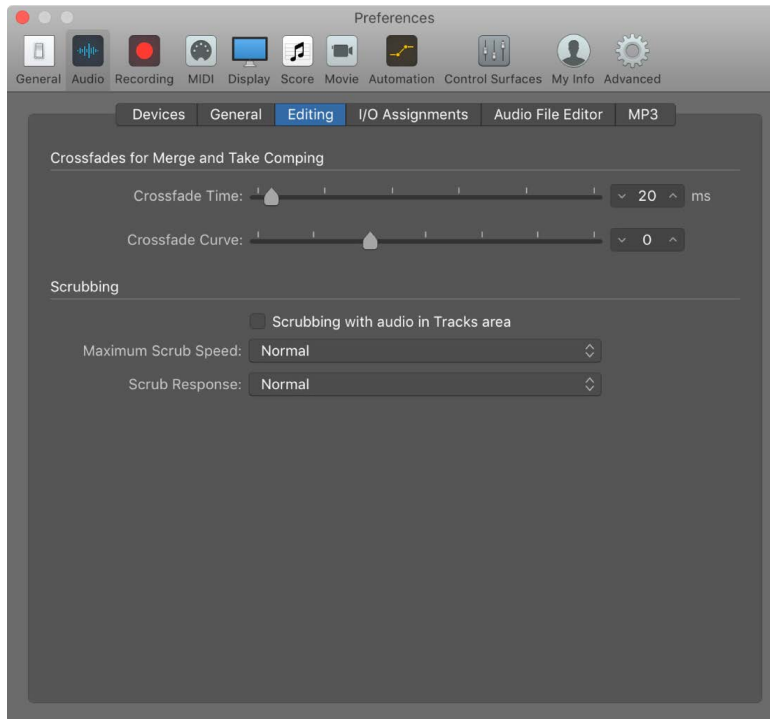 Preferences
General Audio Recording MIDI Display Score Movie Automation Control Surfaces My Info Advanced
Devices General Editing I/O Assignments Audio File Editor MP3
Crossfades for Merge and Take Comping
Crossfade Time: 20 ms
Crossfade Curve: 0
Scrubbing
Scrubbing with audio in Tracks area
Maximum Scrub Speed: Normal
Scrub Response: Normal